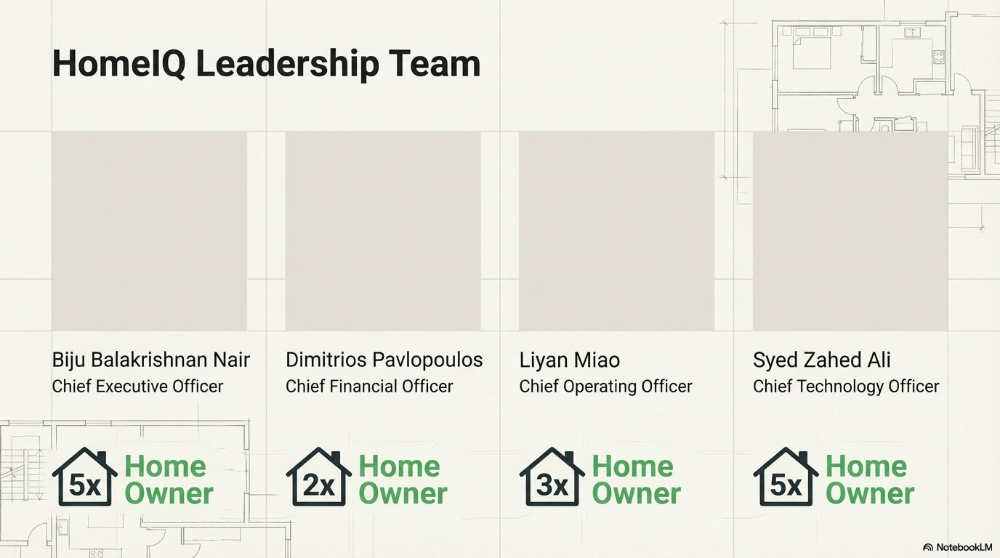 HomeIQ Leadership Team
Biju Balakrishnan Nair
Chief Executive Officer
Dimitrios Pavlopoulos
Chief Financial Officer
Liyan Miao
Chief Operating Officer
Syed Zahed Ali
Chief Technology Officer
5x
Home
Owner
2x
Home
Owner
3x
Home
Owner
5x
Home
Owner
NotebookLM